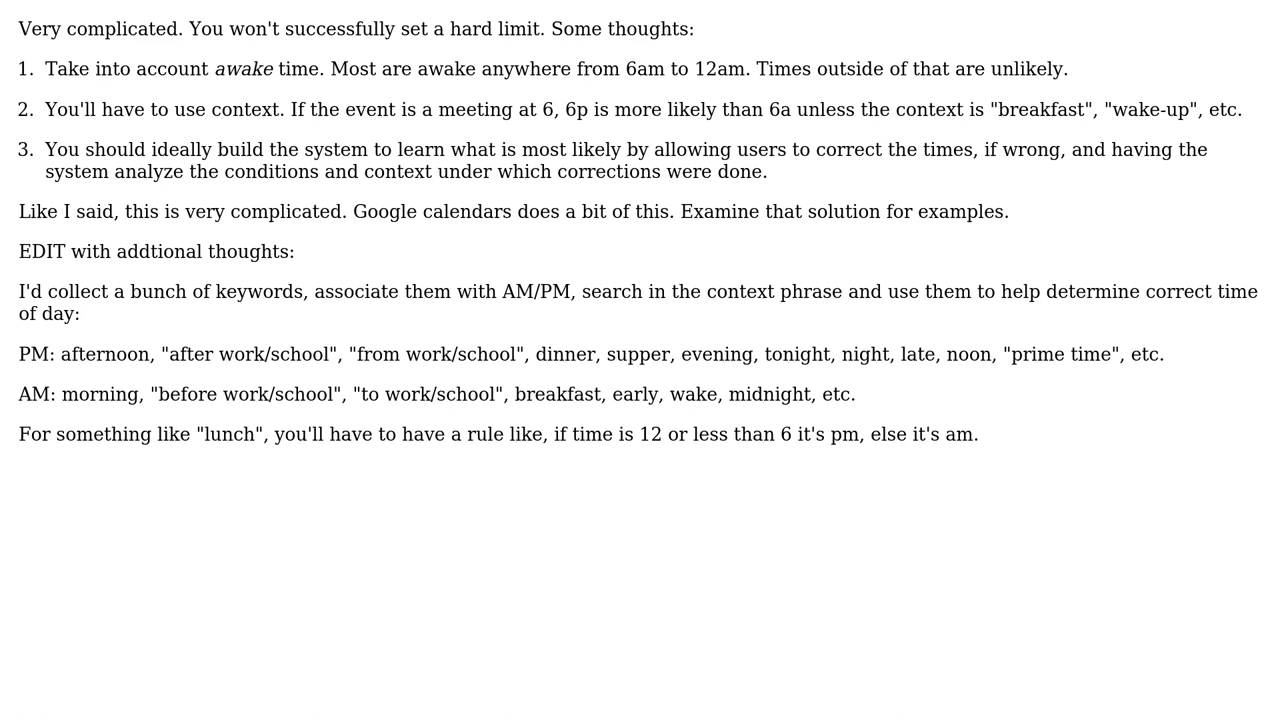 Very complicated. You won't successfully set a hard limit. Some thoughts:
1. Take into account awake time. Most are awake anywhere from 6am to 12am. Times outside of that are unlikely.
2. You'll have to use context. If the event is a meeting at 6, 6p is more likely than 6a unless the context is "breakfast", "wake-up", etc.
3. You should ideally build the system to learn what is most likely by allowing users to correct the times, if wrong, and having the
system analyze the conditions and context under which corrections were done.
Like I said, this is very complicated. Google calendars does a bit of this. Examine that solution for examples.
EDIT with addtional thoughts:
I'd collect a bunch of keywords, associate them with AM/PM, search in the context phrase and use them to help determine correct time
of day:
PM: afternoon, "after work/school", "from work/school", dinner, supper, evening, tonight, night, late, noon, "prime time", etc.
AM: morning, "before work/school", "to work/school", breakfast, early, wake, midnight, etc.
For something like "lunch", you'll have to have a rule like, if time is 12 or less than 6 it's pm, else it's am.